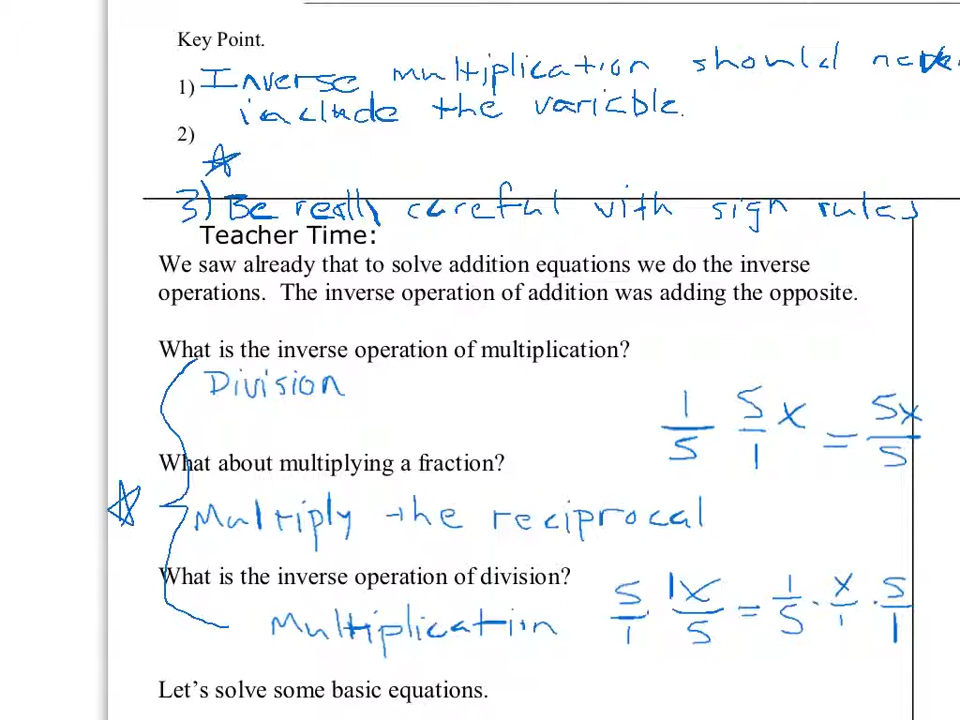 Key Point.
1) Inverse multiplication should never
include the variable.
2)
3) Be really careful with sign rules
Teacher Time:
We saw already that to solve addition equations we do the inverse
operations. The inverse operation of addition was adding the opposite.
What is the inverse operation of multiplication?
Division
1/5 5/1 x = 5x/5
What about multiplying a fraction?
Multiply the reciprocal
What is the inverse operation of division?
Multiplication
5/1 1x/5 = 1/5 · x/1 · 5/1
Let's solve some basic equations.